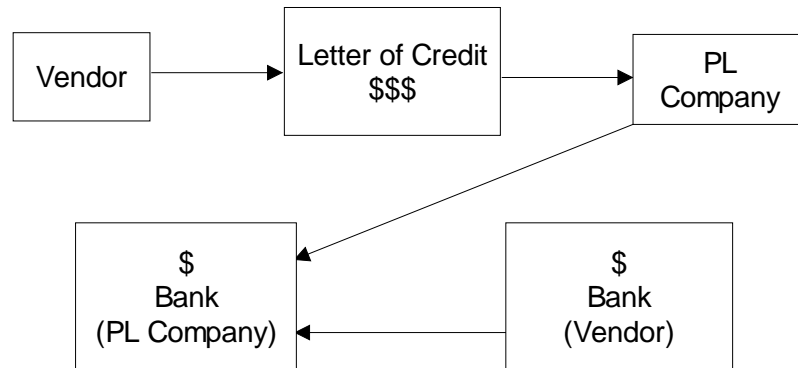 Vendor
Letter of Credit
$$$
PL
Company
$
Bank
(PL Company)
$
Bank
(Vendor)